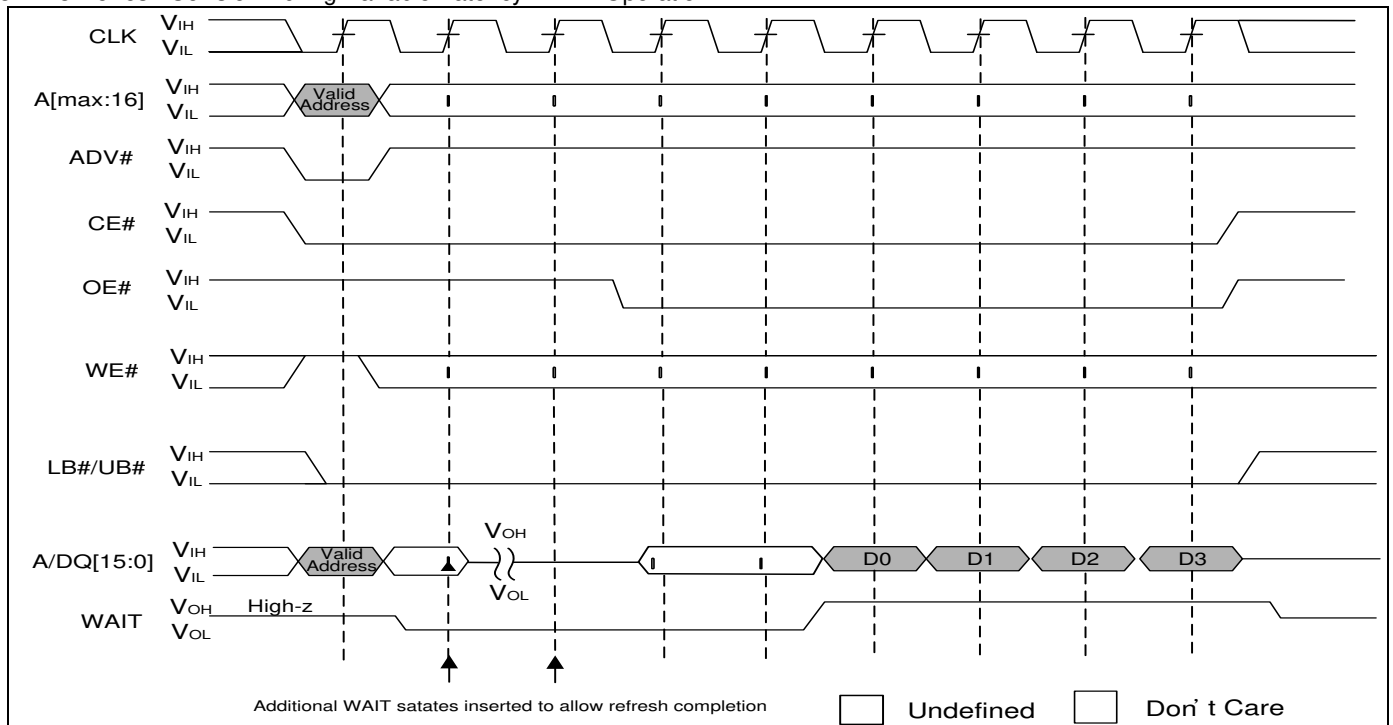 CLK VIH
VIL
A[max:16] VIH
VIL
Valid
Address
ADV# VIH
VIL
CE# VIH
VIL
OE# VIH
VIL
WE# VIH
VIL
LB#/UB# VIH
VIL
A/DQ[15:0] VIH
VIL
Valid
Address
VOH
VOL
D0 D1 D2 D3
WAIT VOH High-z
VOL
Additional WAIT satates inserted to allow refresh completion
Undefined Don't Care